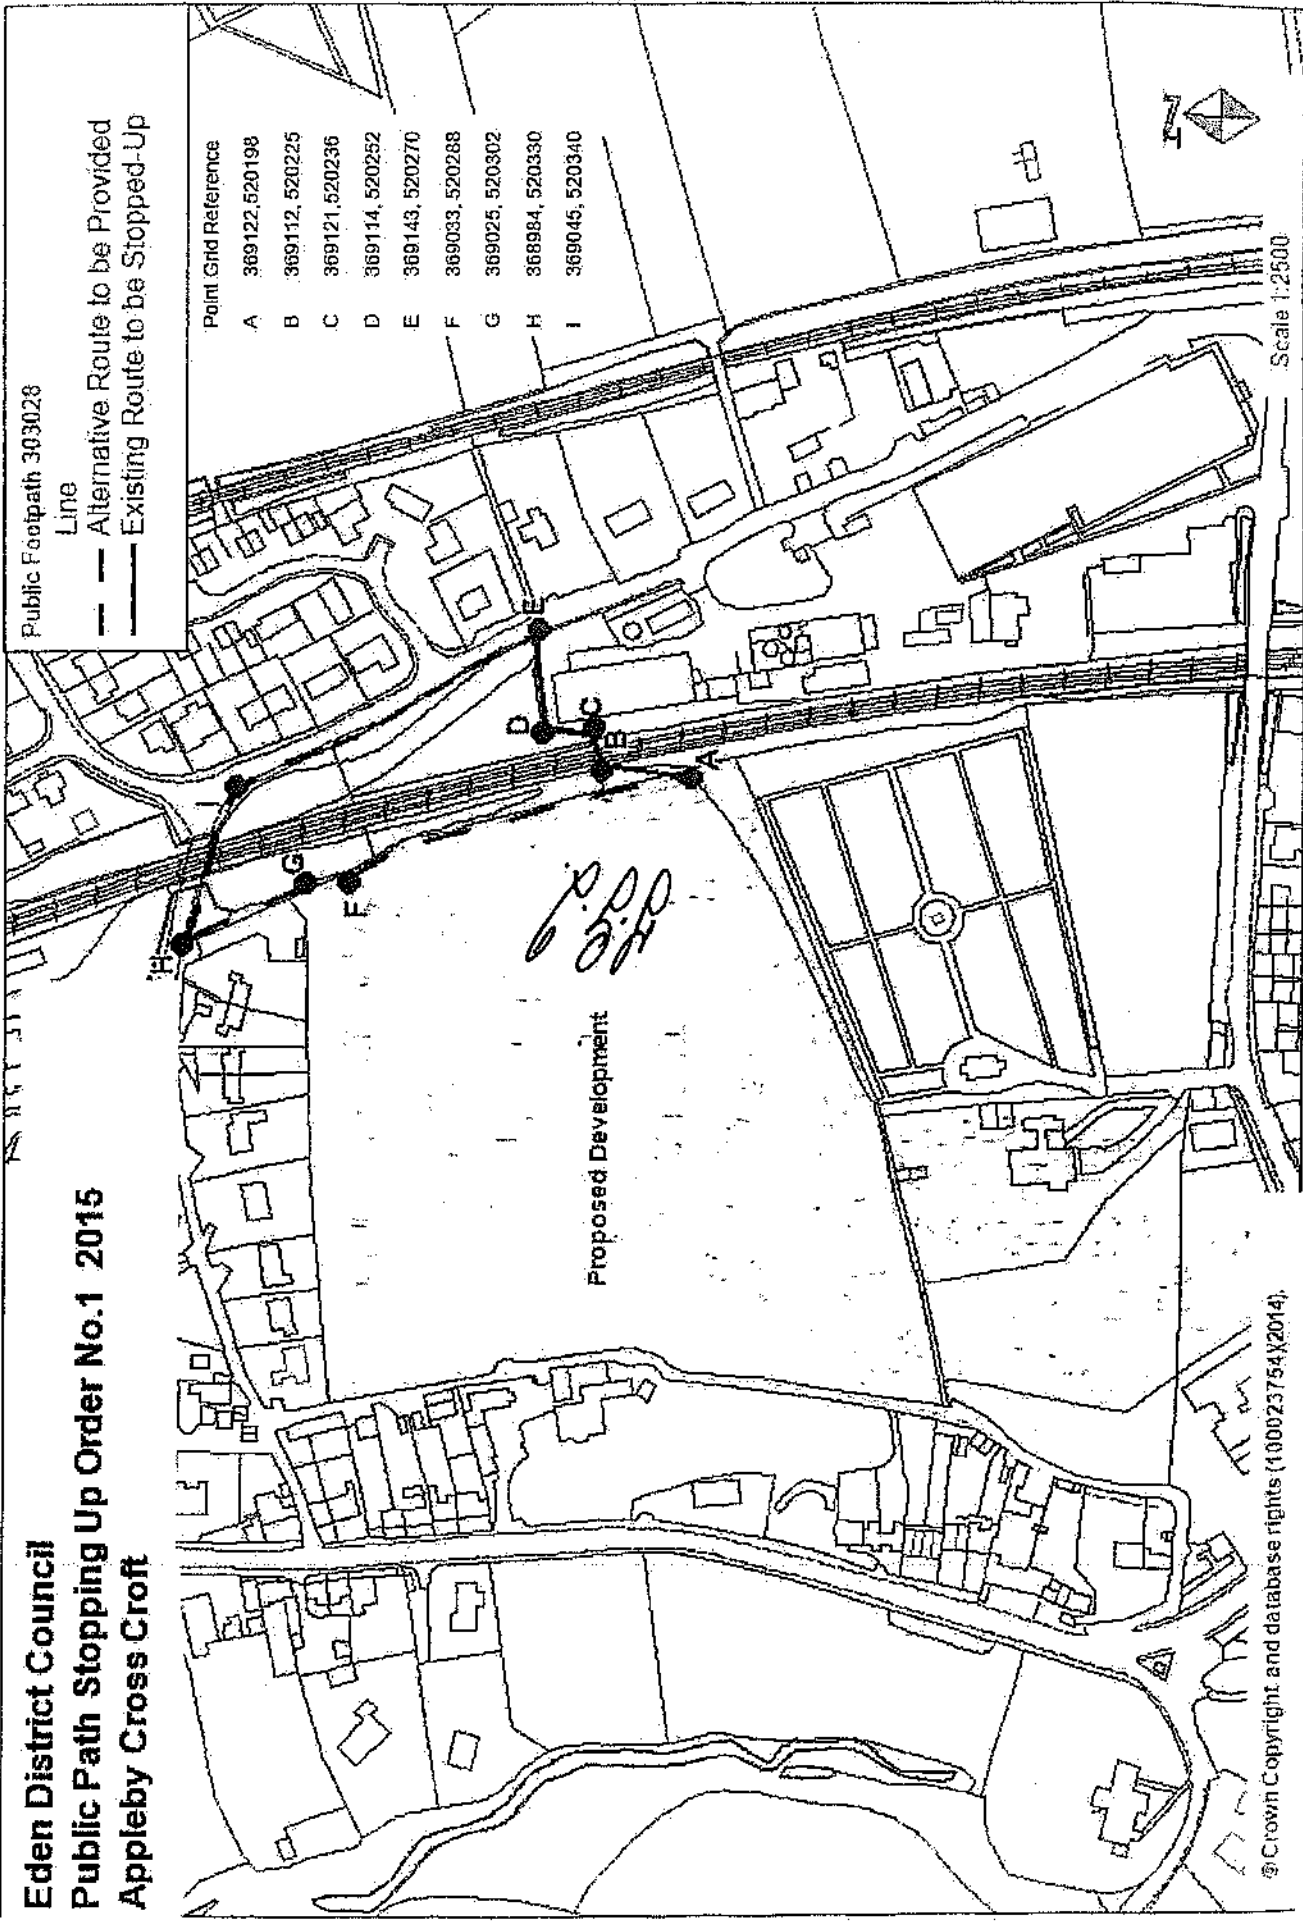 Eden District Council
Public Path Stopping Up Order No.1 2015
Appleby Cross Croft
Public Footpath 303028
Line
Alternative Route to be Provided
Existing Route to be Stopped-Up
Point Grid Reference
A 369122,520198
B 369112, 520225
C 369121,520236
D 369114, 520252
E 369143, 520270
F 369033, 520288
G 369025, 520302
H 368984, 520330
I 369045, 520340
H
I
G
F
D
E
C
B
A
Proposed Development
N
Scale 1:2500
©Crown Copyright and database rights (100023754)(2014).